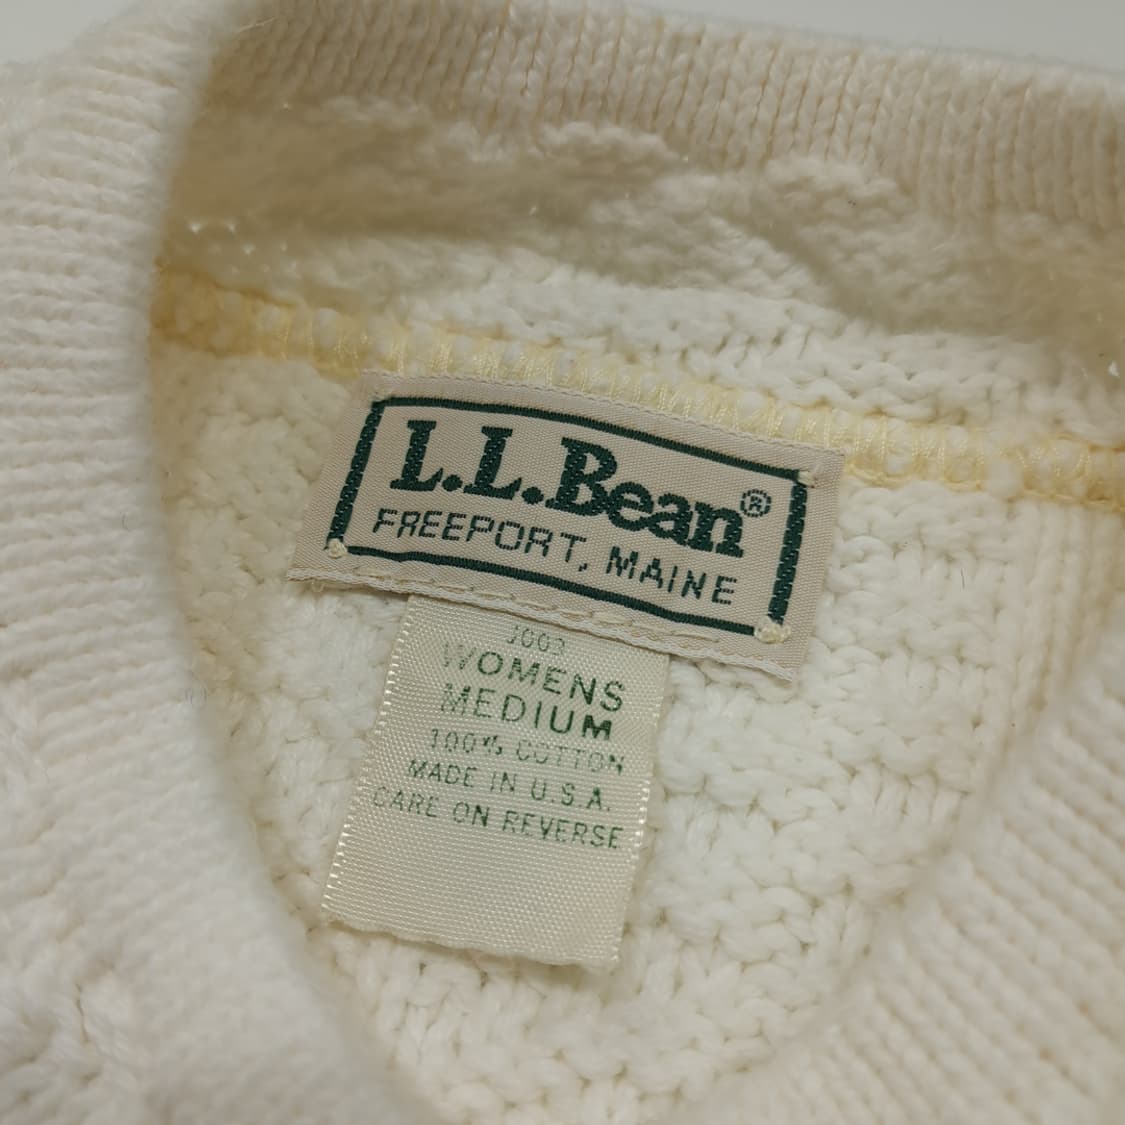 L.L.Bean®
FREEPORT, MAINE
WOMENS
MEDIUM
100% COTTON
MADE IN U.S.A.
CARE ON REVERSE